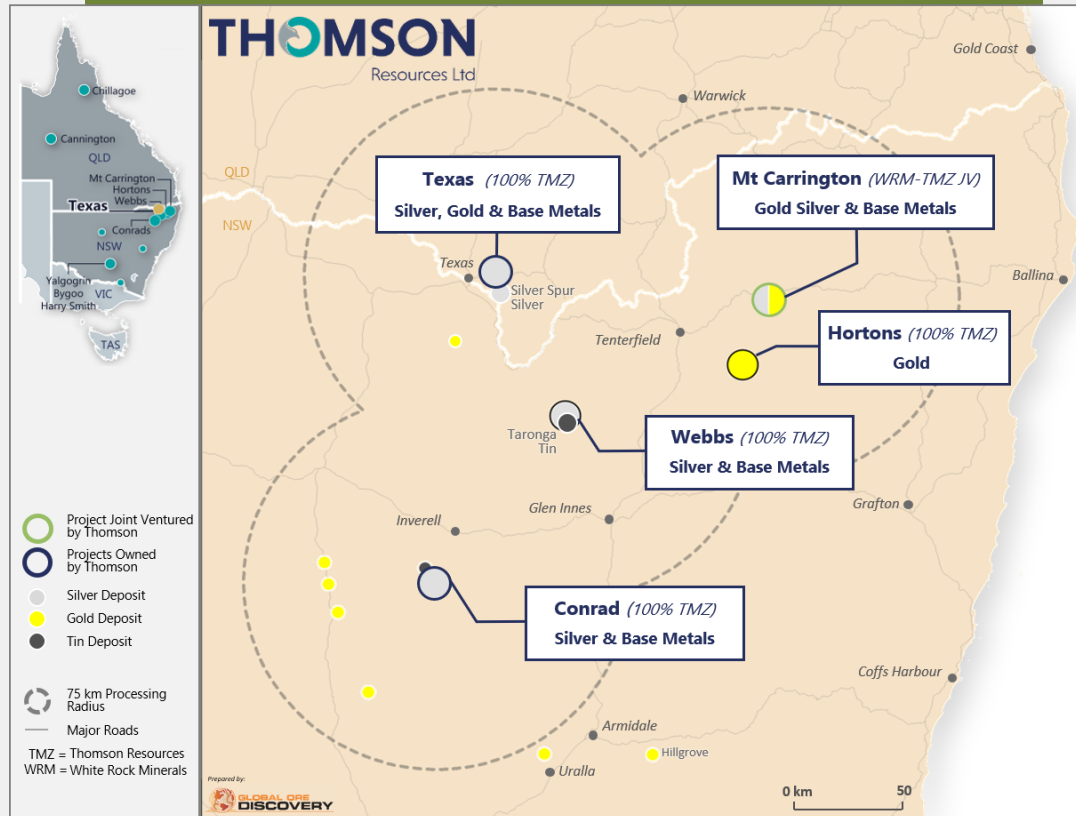 THOMSON
Resources Ltd
Chillagoe
Cannington
QLD
Mt Carrington
Hortons
Webbs
Texas
Conrads
NSW
Yalgogrin
Bygoo
Harry Smith
VIC
TAS
Project Joint Ventured
by Thomson
Projects Owned
by Thomson
Silver Deposit
Gold Deposit
Tin Deposit
75 km Processing
Radius
Major Roads
TMZ = Thomson Resources
WRM = White Rock Minerals
Gold Coast
Warwick
QLD
NSW
Texas (100% TMZ)
Silver, Gold & Base Metals
Mt Carrington (WRM-TMZ JV)
Gold Silver & Base Metals
Texas
Silver Spur
Silver
Ballina
Tenterfield
Hortons (100% TMZ)
Gold
Taronga
Tin
Webbs (100% TMZ)
Silver & Base Metals
Glen Innes
Grafton
Inverell
Conrad (100% TMZ)
Silver & Base Metals
Coffs Harbour
Armidale
Hillgrove
Uralla
Prepared by:
GLOBAL ORE
DISCOVERY
0 km 50